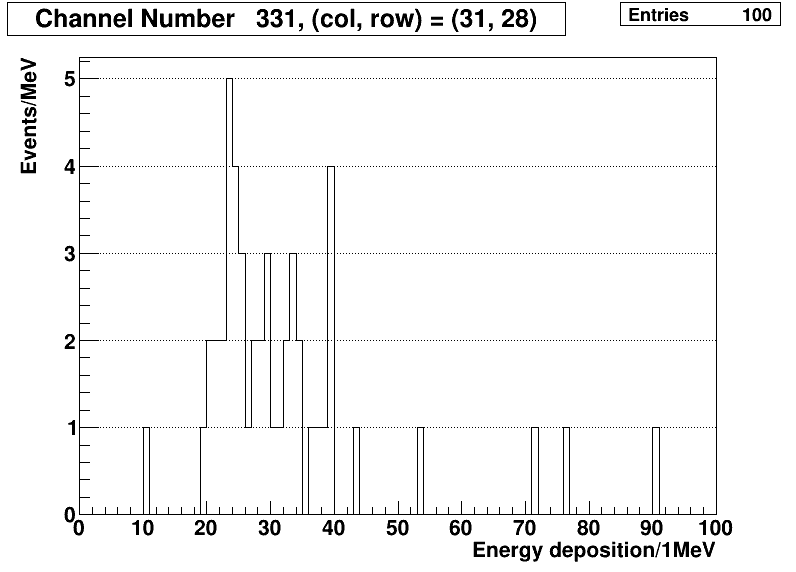 Channel Number 331, (col, row) = (31, 28)
Entries 100
Events/MeV
5
4
3
2
1
0
0 10 20 30 40 50 60 70 80 90 100
Energy deposition/1MeV